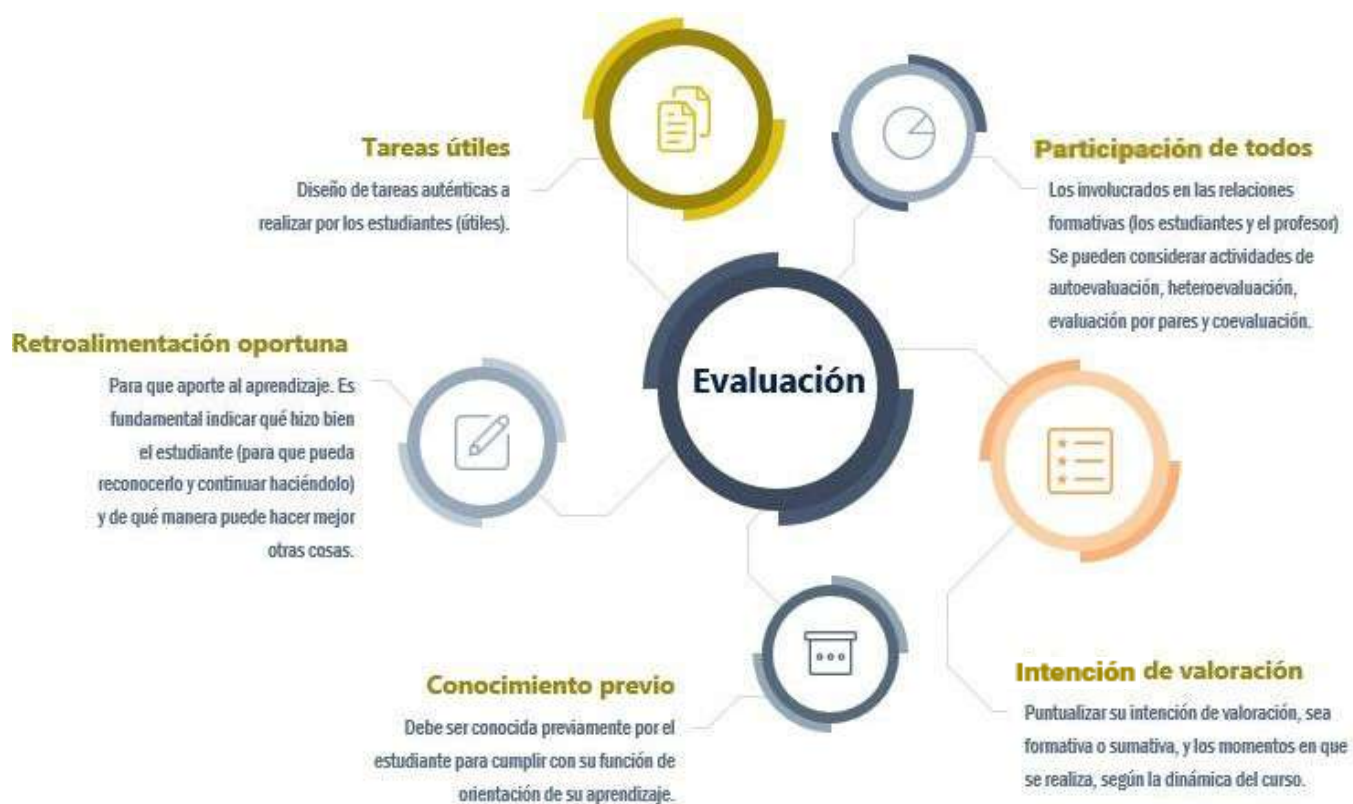 Tareas útiles
Diseño de tareas auténticas a
realizar por los estudiantes (útiles).
Participación de todos
Los involucrados en las relaciones
formativas (los estudiantes y el profesor)
Se pueden considerar actividades de
autoevaluación, heteroevaluación,
evaluación por pares y coevaluación.
Retroalimentación oportuna
Para que aporte al aprendizaje. Es
fundamental indicar qué hizo bien
el estudiante (para que pueda
reconocerlo y continuar haciéndolo)
y de qué manera puede hacer mejor
otras cosas.
Evaluación
Conocimiento previo
Debe ser conocida previamente por el
estudiante para cumplir con su función de
orientación de su aprendizaje.
Intención de valoración
Puntualizar su intención de valoración, sea
formativa o sumativa, y los momentos en que
se realiza, según la dinámica del curso.